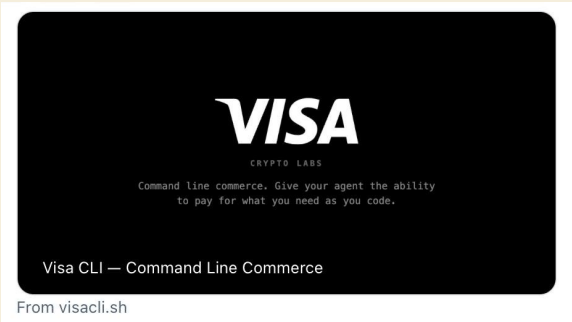 VISA
CRYPTO LABS
Command line commerce. Give your agent the ability
to pay for what you need as you code.
Visa CLI — Command Line Commerce
From visacli.sh